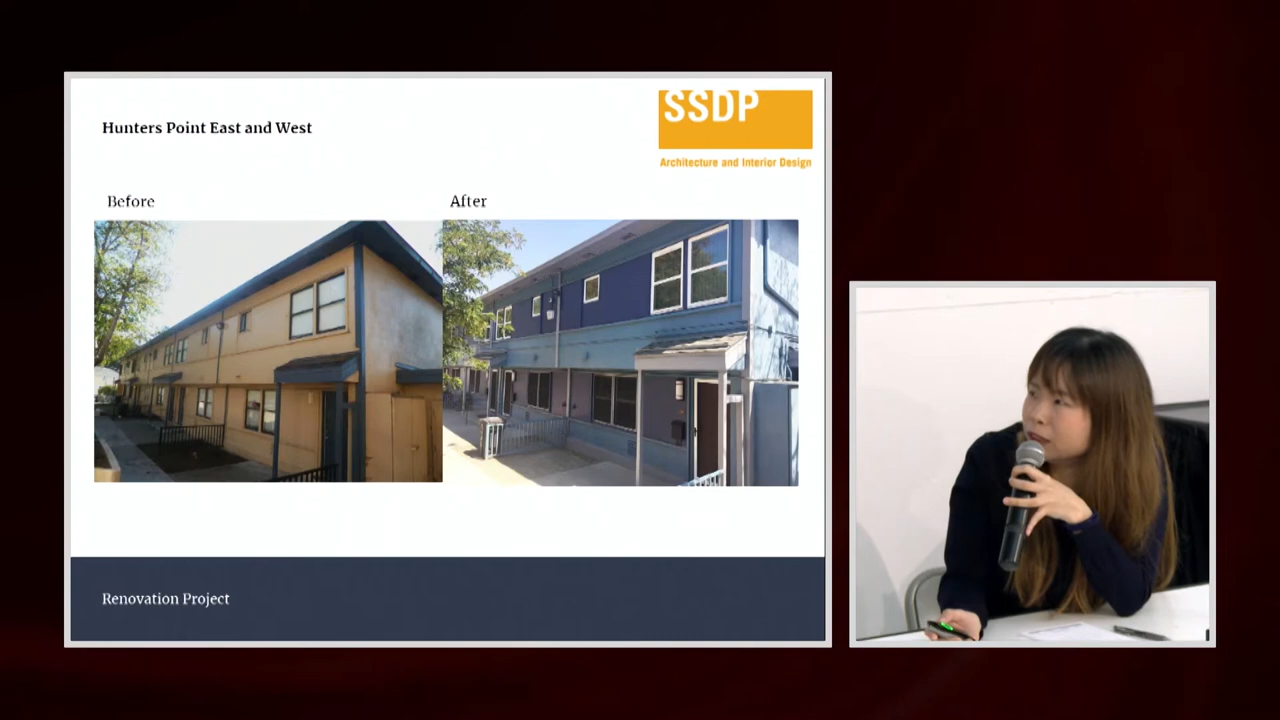 SSDP
Hunters Point East and West
Architecture and Interior Design
Before
After
Renovation Project